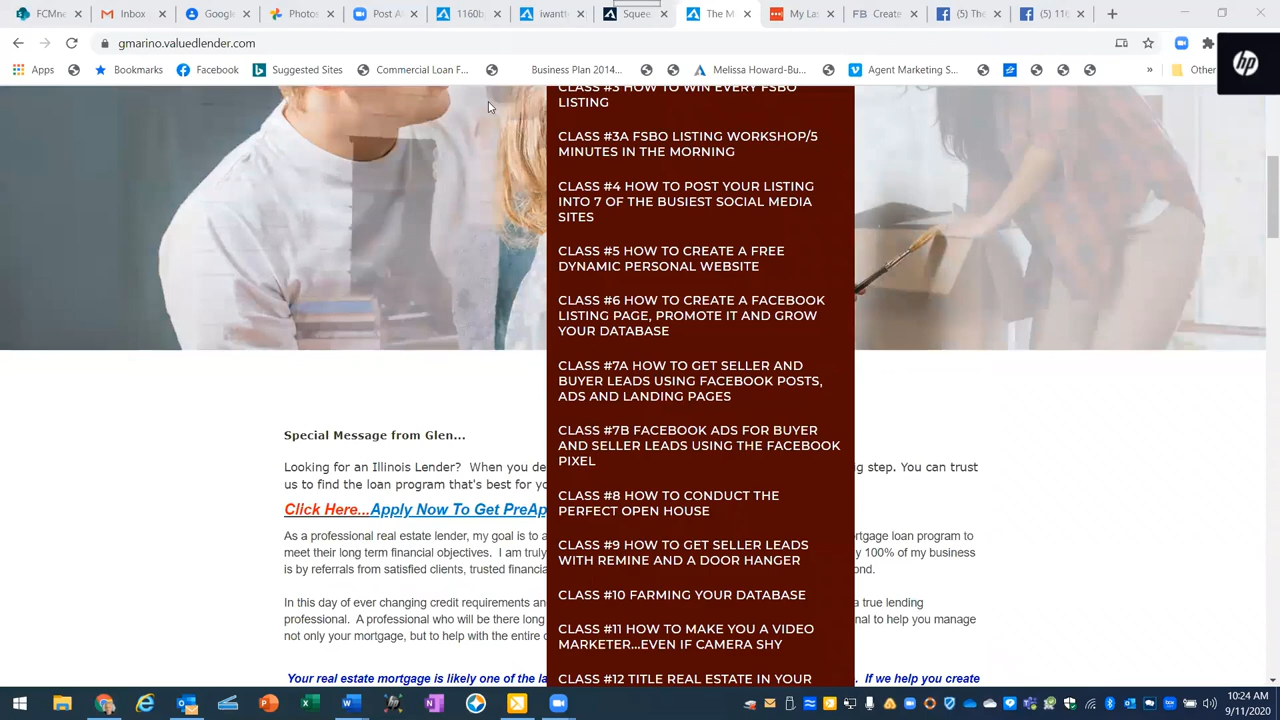 FCMne
Inbox
Photos
Post A
1160b
iwantt
Squee
The M
My La
FB Create
(5) The
(1) 116
gmarino.valuedlender.com
Apps
Bookmarks
Facebook
Suggested Sites
Commercial Loan F...
Business Plan 2014...
Melissa Howard-Bu...
Agent Marketing S...
»
Other
hp
CLASS #3 HOW TO WIN EVERY FSBO
LISTING
CLASS #3A FSBO LISTING WORKSHOP/5
MINUTES IN THE MORNING
CLASS #4 HOW TO POST YOUR LISTING
INTO 7 OF THE BUSIEST SOCIAL MEDIA
SITES
CLASS #5 HOW TO CREATE A FREE
DYNAMIC PERSONAL WEBSITE
CLASS #6 HOW TO CREATE A FACEBOOK
LISTING PAGE, PROMOTE IT AND GROW
YOUR DATABASE
CLASS #7A HOW TO GET SELLER AND
BUYER LEADS USING FACEBOOK POSTS,
ADS AND LANDING PAGES
CLASS #7B FACEBOOK ADS FOR BUYER
AND SELLER LEADS USING THE FACEBOOK
PIXEL
CLASS #8 HOW TO CONDUCT THE
PERFECT OPEN HOUSE
CLASS #9 HOW TO GET SELLER LEADS
WITH REMINE AND A DOOR HANGER
CLASS #10 FARMING YOUR DATABASE
CLASS #11 HOW TO MAKE YOU A VIDEO
MARKETER...EVEN IF CAMERA SHY
CLASS #12 TITLE REAL ESTATE IN YOUR
Special Message from Glen...
Looking for an Illinois Lender? When you de
ng step. You can trust
us to find the loan program that's best for yo
Click Here...Apply Now To Get PreAp
As a professional real estate lender, my goal is to a
rtgage loan program to
meet their long term financial objectives. I am truly
y 100% of my business
is by referrals from satisfied clients, trusted financia
ond.
In this day of ever changing credit requirements an
a true lending
professional. A professional who will be there long
nal to help you manage
not only your mortgage, but to help with the entire c
Your real estate mortgage is likely one of the la
. If we help you create
10:24 AM
9/11/2020